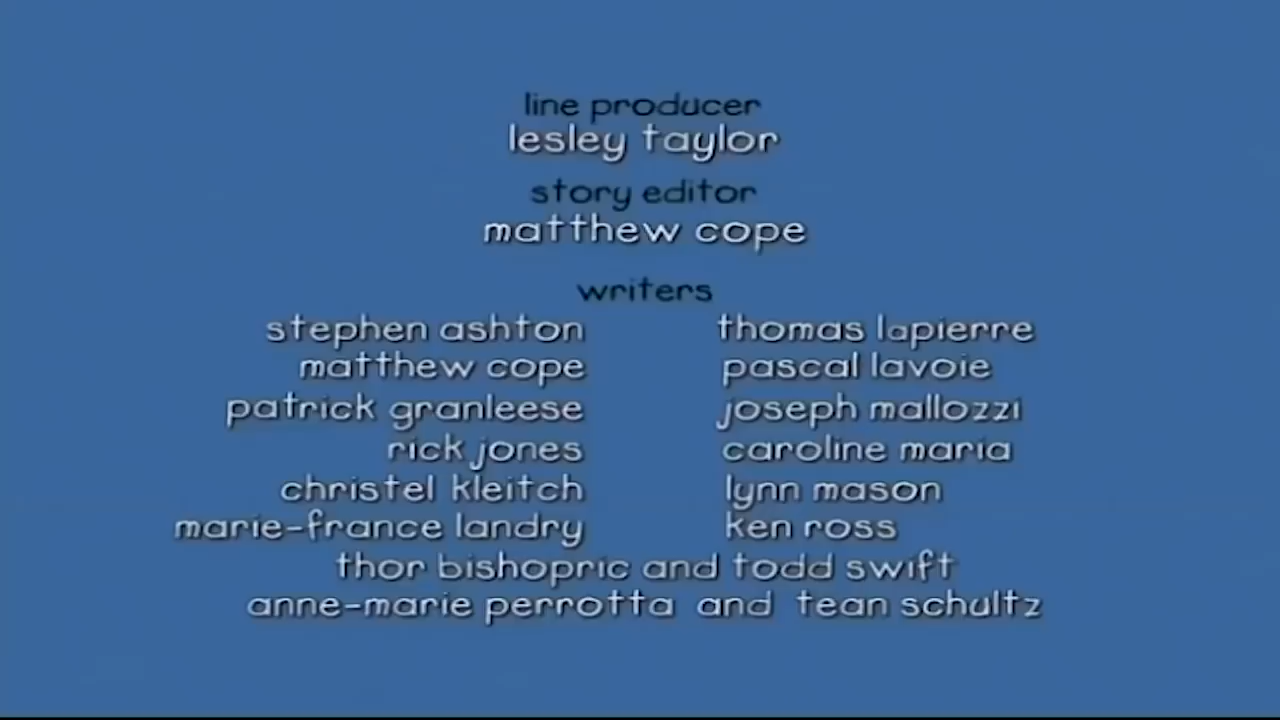 line producer
lesley taylor
story editor
matthew cope
writers
stephen ashton thomas lapierre
matthew cope pascal lavoie
patrick granleese joseph mallozzi
rick jones caroline maria
christel kleitch lynn mason
marie-france landry ken ross
thor bishopric and todd swift
anne-marie perrotta and tean schultz